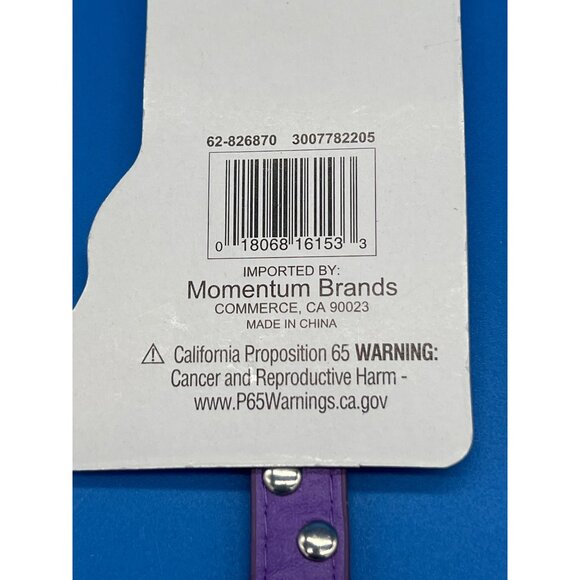 62-826870 3007782205
0 18068 16153 3
IMPORTED BY:
Momentum Brands
COMMERCE, CA 90023
MADE IN CHINA
⚠ California Proposition 65 WARNING:
Cancer and Reproductive Harm -
www.P65Warnings.ca.gov